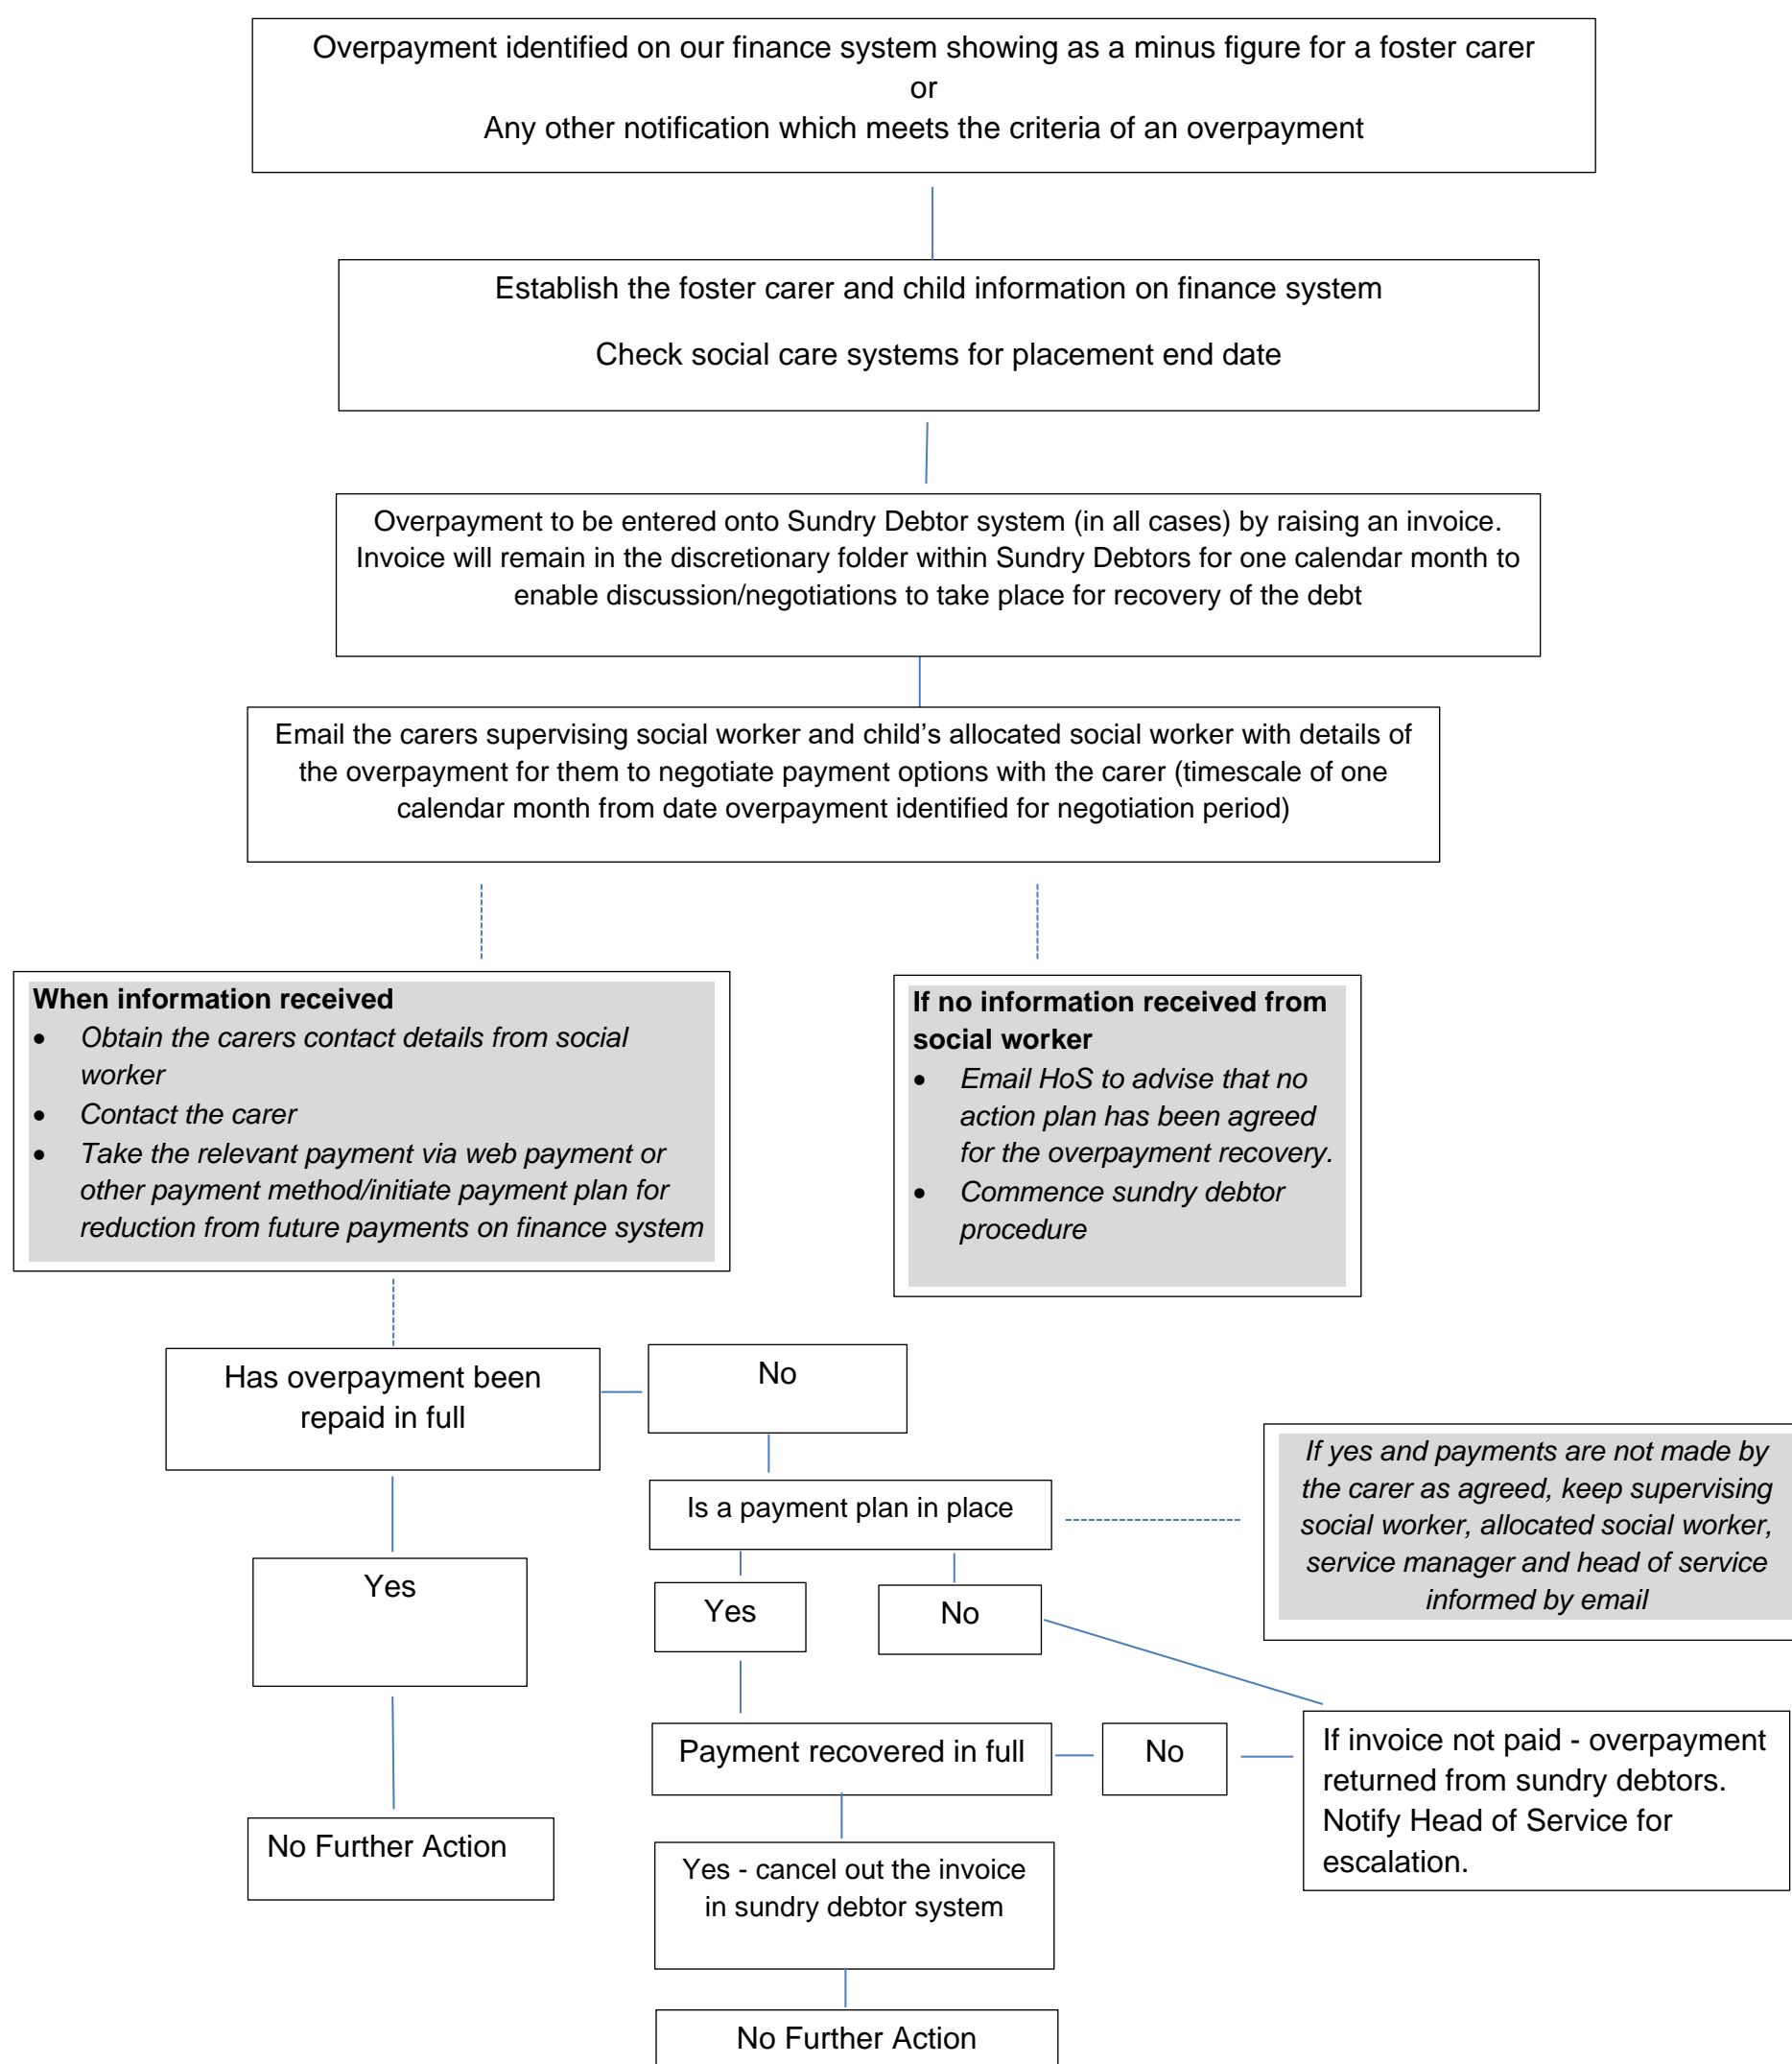 Overpayment identified on our finance system showing as a minus figure for a foster carer
or
Any other notification which meets the criteria of an overpayment
Establish the foster carer and child information on finance system
Check social care systems for placement end date
Overpayment to be entered onto Sundry Debtor system (in all cases) by raising an invoice.
Invoice will remain in the discretionary folder within Sundry Debtors for one calendar month to
enable discussion/negotiations to take place for recovery of the debt
Email the carers supervising social worker and child’s allocated social worker with details of
the overpayment for them to negotiate payment options with the carer (timescale of one
calendar month from date overpayment identified for negotiation period)
When information received
• Obtain the carers contact details from social
worker
• Contact the carer
• Take the relevant payment via web payment or
other payment method/initiate payment plan for
reduction from future payments on finance system
If no information received from
social worker
• Email HoS to advise that no
action plan has been agreed
for the overpayment recovery.
• Commence sundry debtor
procedure
Has overpayment been
repaid in full
No
Is a payment plan in place
If yes and payments are not made by
the carer as agreed, keep supervising
social worker, allocated social worker,
service manager and head of service
informed by email
Yes
Yes
No
Payment recovered in full
No
If invoice not paid - overpayment
returned from sundry debtors.
Notify Head of Service for
escalation.
No Further Action
Yes - cancel out the invoice
in sundry debtor system
No Further Action